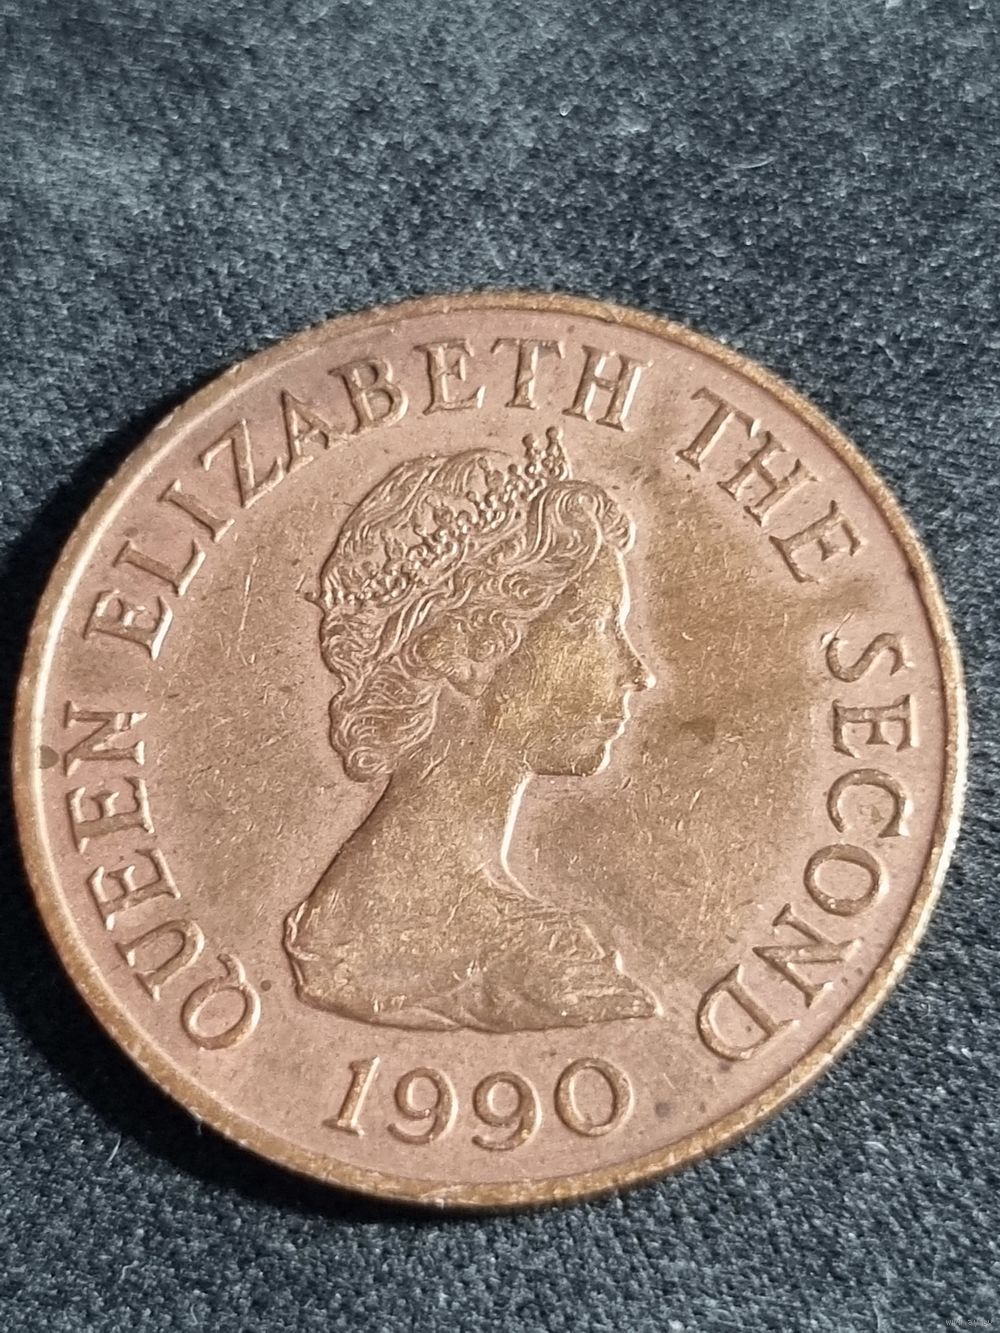 QUEEN ELIZABETH THE SECOND
1990